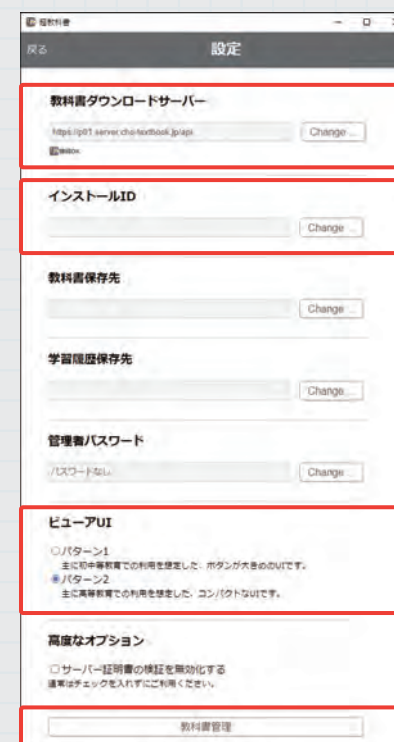 超教科書
戻る
設定
教科書ダウンロードサーバー
https://p01.server.cho-textbook.jp/api
Change ...
インストールID
Change ...
教科書保存先
Change ...
学習履歴保存先
Change ...
管理者パスワード
パスワードなし
Change ...
ビューアUI
パターン1
主に初中等教育での利用を想定した、ボタンが大きめのUIです。
パターン2
主に高等教育での利用を想定した、コンパクトなUIです。
高度なオプション
サーバー証明書の検証を無効化する
通常はチェックを入れずにご利用ください。
教科書管理